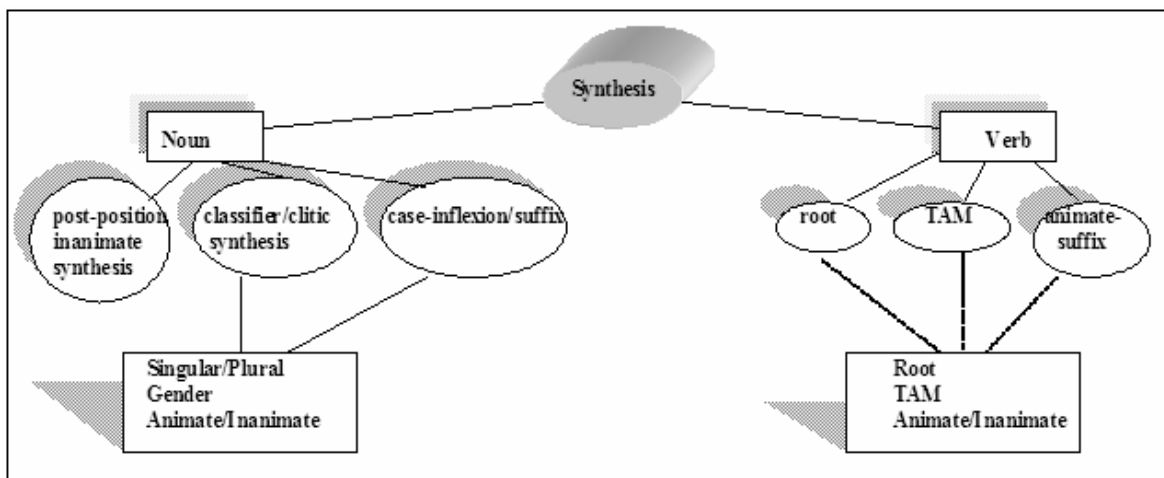 Synthesis
Noun
Verb
post-position
inanimate
synthesis
classifier/clitic
synthesis
case-inflexion/suffix
root
TAM
animate-
suffix
Singular/Plural
Gender
Animate/Inanimate
Root
TAM
Animate/Inanimate